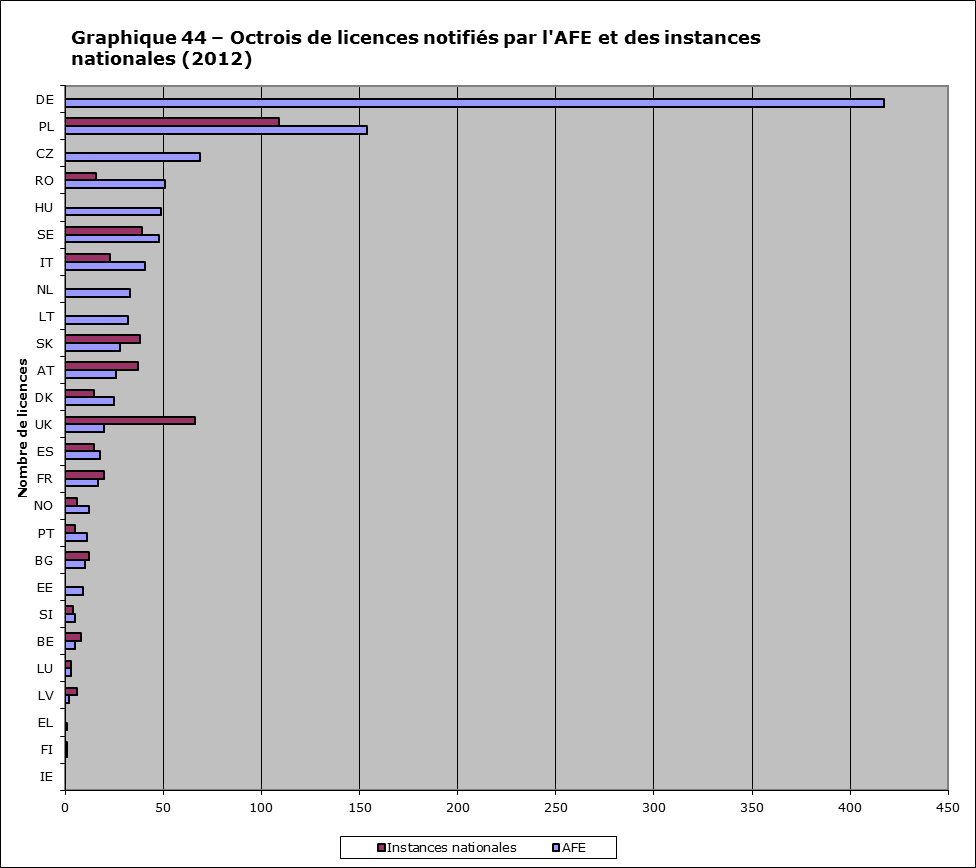 Graphique 44 – Octrois de licences notifiés par l'AFE et des instances
nationales (2012)
Nombre de licences
DE
PL
CZ
RO
HU
SE
IT
NL
LT
SK
AT
DK
UK
ES
FR
NO
PT
BG
EE
SI
BE
LU
LV
EL
FI
IE
0 50 100 150 200 250 300 350 400 450
Instances nationales AFE